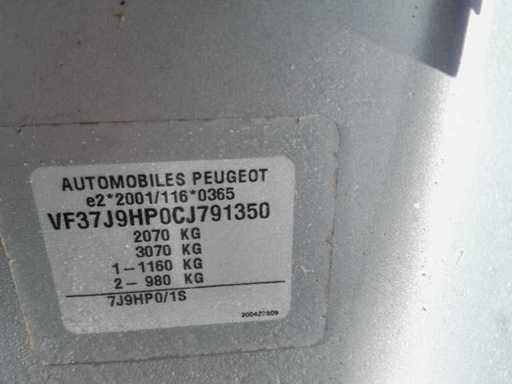 AUTOMOBILES PEUGEOT
e2*2001/116*0365
VF37J9HP0CJ791350
2070 KG
3070 KG
1-1160 KG
2-980 KG
7J9HP0/1S